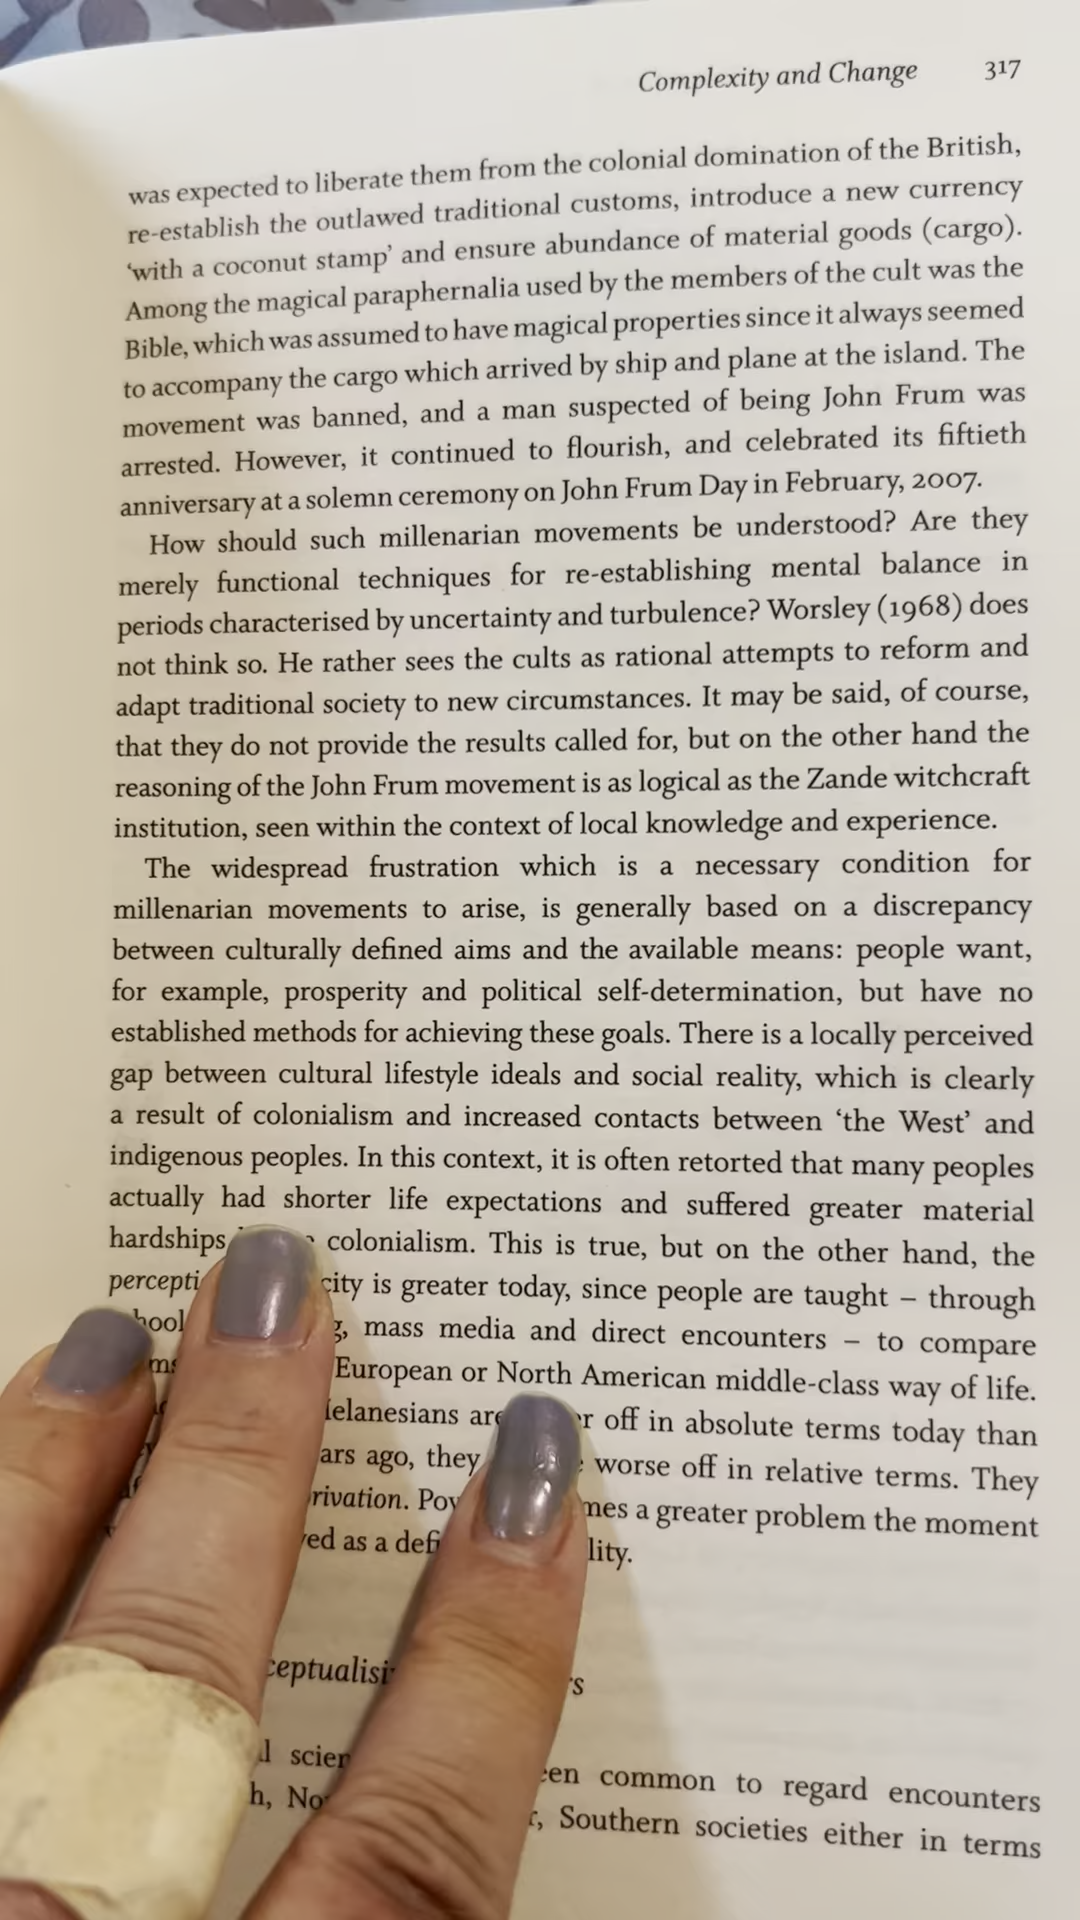 Complexity and Change 317
was expected to liberate them from the colonial domination of the British,
re-establish the outlawed traditional customs, introduce a new currency
‘with a coconut stamp’ and ensure abundance of material goods (cargo).
Among the magical paraphernalia used by the members of the cult was the
Bible, which was assumed to have magical properties since it always seemed
to accompany the cargo which arrived by ship and plane at the island. The
movement was banned, and a man suspected of being John Frum was
arrested. However, it continued to flourish, and celebrated its fiftieth
anniversary at a solemn ceremony on John Frum Day in February, 2007.
How should such millenarian movements be understood? Are they
merely functional techniques for re-establishing mental balance in
periods characterised by uncertainty and turbulence? Worsley (1968) does
not think so. He rather sees the cults as rational attempts to reform and
adapt traditional society to new circumstances. It may be said, of course,
that they do not provide the results called for, but on the other hand the
reasoning of the John Frum movement is as logical as the Zande witchcraft
institution, seen within the context of local knowledge and experience.
The widespread frustration which is a necessary condition for
millenarian movements to arise, is generally based on a discrepancy
between culturally defined aims and the available means: people want,
for example, prosperity and political self-determination, but have no
established methods for achieving these goals. There is a locally perceived
gap between cultural lifestyle ideals and social reality, which is clearly
a result of colonialism and increased contacts between ‘the West’ and
indigenous peoples. In this context, it is often retorted that many peoples
actually had shorter life expectations and suffered greater material
hardships colonialism. This is true, but on the other hand, the
is greater today, since people are taught – through
mass media and direct encounters – to compare
European or North American middle-class way of life.
off in absolute terms today than
ago, they worse off in relative terms. They
a greater problem the moment
as a
common to regard encounters
Southern societies either in terms